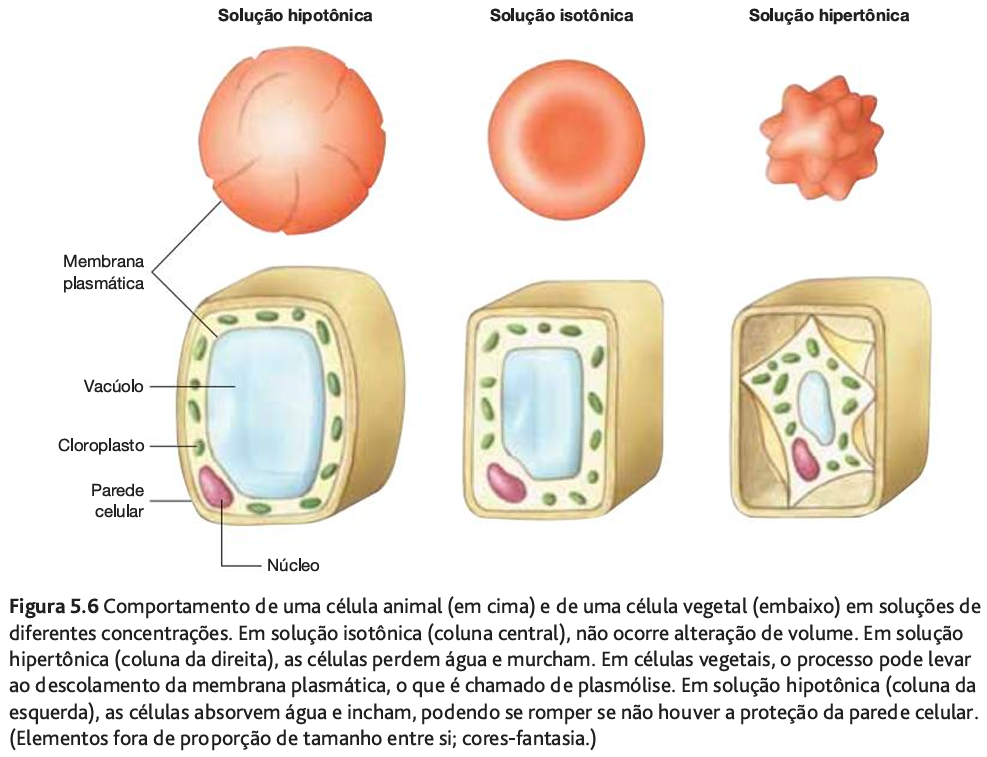 Solução hipotônica
Solução isotônica
Solução hipertônica
Membrana
plasmática
Vacúolo
Cloroplasto
Parede
celular
Núcleo
Figura 5.6 Comportamento de uma célula animal (em cima) e de uma célula vegetal (embaixo) em soluções de
diferentes concentrações. Em solução isotônica (coluna central), não ocorre alteração de volume. Em solução
hipertônica (coluna da direita), as células perdem água e murcham. Em células vegetais, o processo pode levar
ao descolamento da membrana plasmática, o que é chamado de plasmólise. Em solução hipotônica (coluna da
esquerda), as células absorvem água e incham, podendo se romper se não houver a proteção da parede celular.
(Elementos fora de proporção de tamanho entre si; cores-fantasia.)